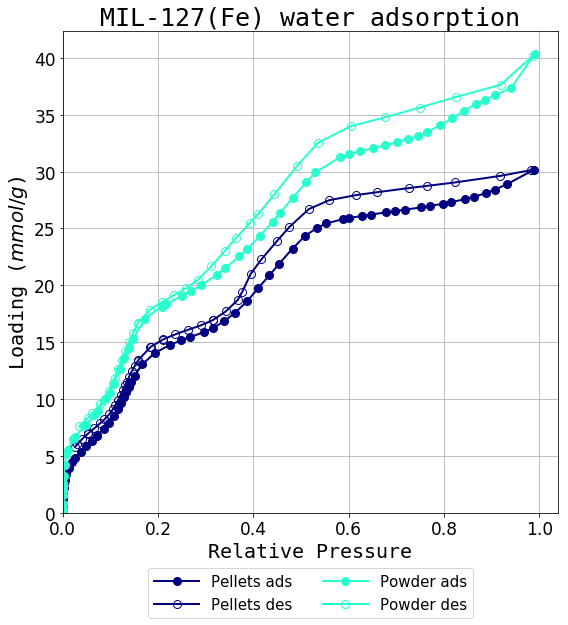 MIL-127(Fe) water adsorption
Loading (mmol/g)
40
35
30
25
20
15
10
5
0
0.0 0.2 0.4 0.6 0.8 1.0
Relative Pressure
Pellets ads Powder ads
Pellets des Powder des